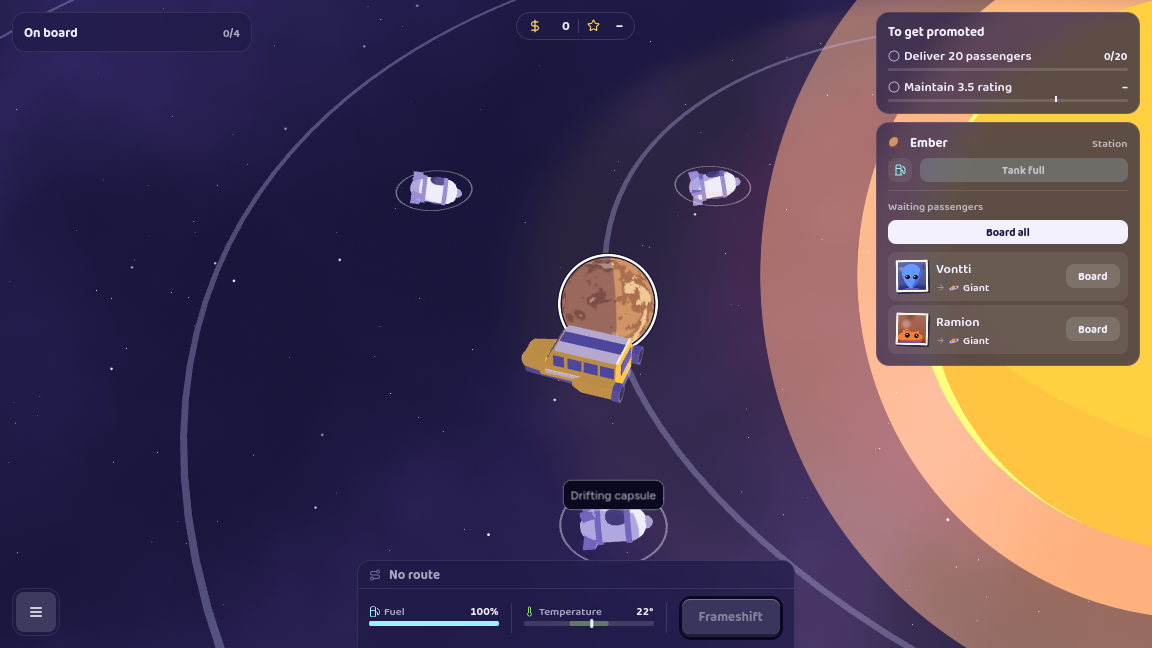 On board
0/4
0
–
To get promoted
Deliver 20 passengers 0/20
Maintain 3.5 rating –
Ember Station
Tank full
Waiting passengers
Board all
Vontti
→ Giant
Board
Ramion
→ Giant
Board
Drifting capsule
No route
Fuel 100%
Temperature 22°
Frameshift